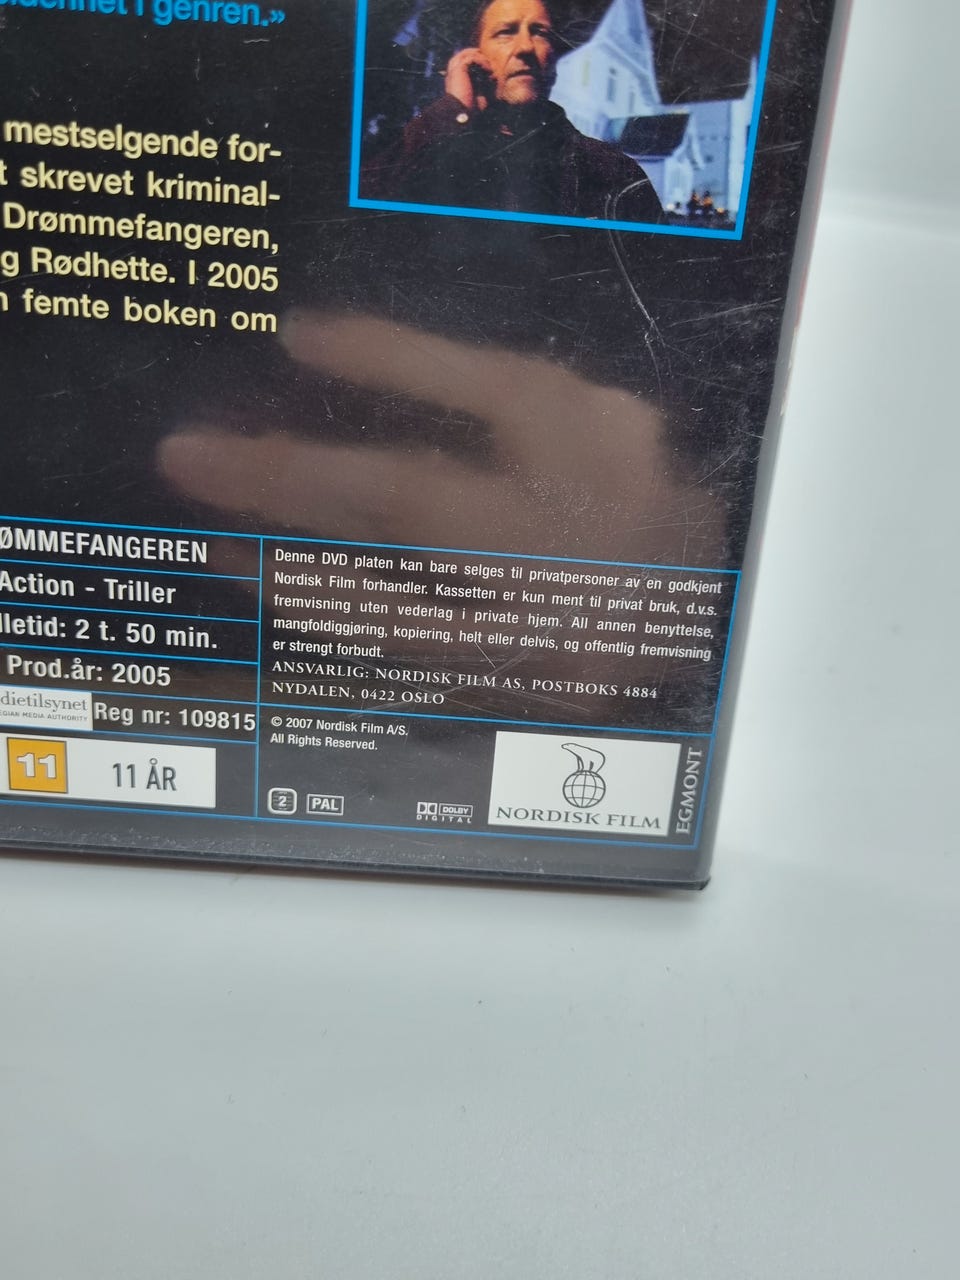 i genren.»
mestselgende for-
t skrevet kriminal-
Drømmefangeren,
g Rødhette. I 2005
femte boken om
ØMMEFANGEREN
Action - Triller
lletid: 2 t. 50 min.
Prod.år: 2005
dietilsynet
EGIAN MEDIA AUTHORITY
Reg nr: 109815
11
11 ÅR
Denne DVD platen kan bare selges til privatpersoner av en godkjent
Nordisk Film forhandler. Kassetten er kun ment til privat bruk, d.v.s.
fremvisning uten vederlag i private hjem. All annen benyttelse,
mangfoldiggjøring, kopiering, helt eller delvis, og offentlig fremvisning
er strengt forbudt.
ANSVARLIG: NORDISK FILM AS, POSTBOKS 4884
NYDALEN, 0422 OSLO
© 2007 Nordisk Film A/S.
All Rights Reserved.
2
PAL
DOLBY
DIGITAL
NORDISK FILM
EGMONT